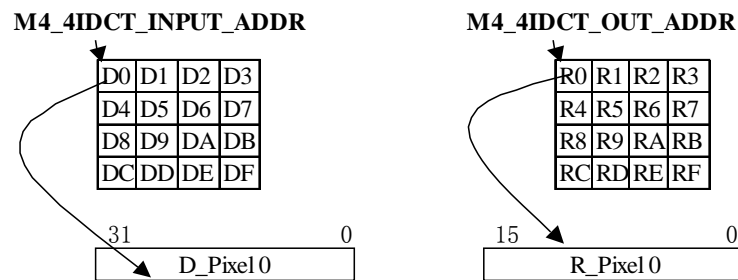 M4_4IDCT_INPUT_ADDR M4_4IDCT_OUT_ADDR
D0 D1 D2 D3 R0 R1 R2 R3
D4 D5 D6 D7 R4 R5 R6 R7
D8 D9 DA DB R8 R9 RA RB
DC DD DE DF RC RD RE RF
31 0 15 0
D_Pixel0 R_Pixel0